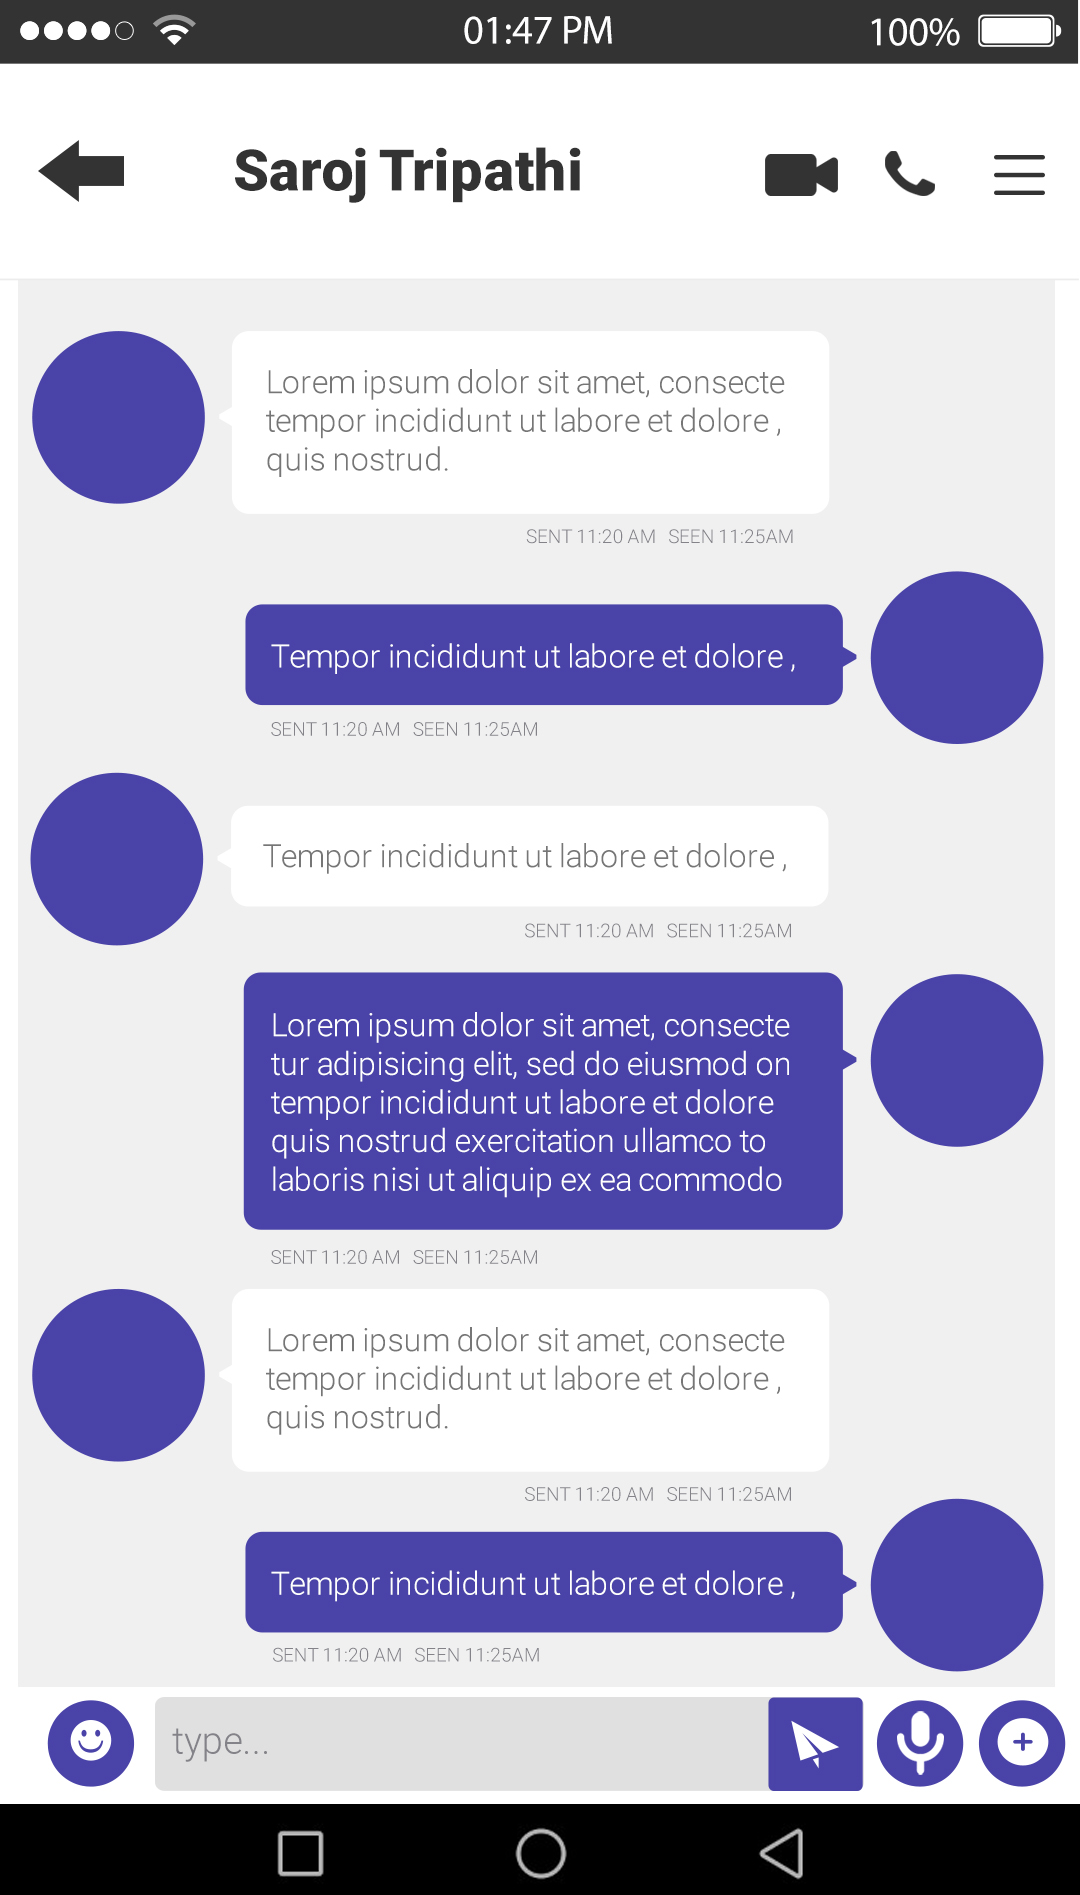 01:47 PM 100%
Saroj Tripathi
Lorem ipsum dolor sit amet, consecte
tempor incididunt ut labore et dolore ,
quis nostrud.
SENT 11:20 AM SEEN 11:25AM
Tempor incididunt ut labore et dolore ,
SENT 11:20 AM SEEN 11:25AM
Tempor incididunt ut labore et dolore ,
SENT 11:20 AM SEEN 11:25AM
Lorem ipsum dolor sit amet, consecte
tur adipisicing elit, sed do eiusmod on
tempor incididunt ut labore et dolore
quis nostrud exercitation ullamco to
laboris nisi ut aliquip ex ea commodo
SENT 11:20 AM SEEN 11:25AM
Lorem ipsum dolor sit amet, consecte
tempor incididunt ut labore et dolore ,
quis nostrud.
SENT 11:20 AM SEEN 11:25AM
Tempor incididunt ut labore et dolore ,
SENT 11:20 AM SEEN 11:25AM
type...